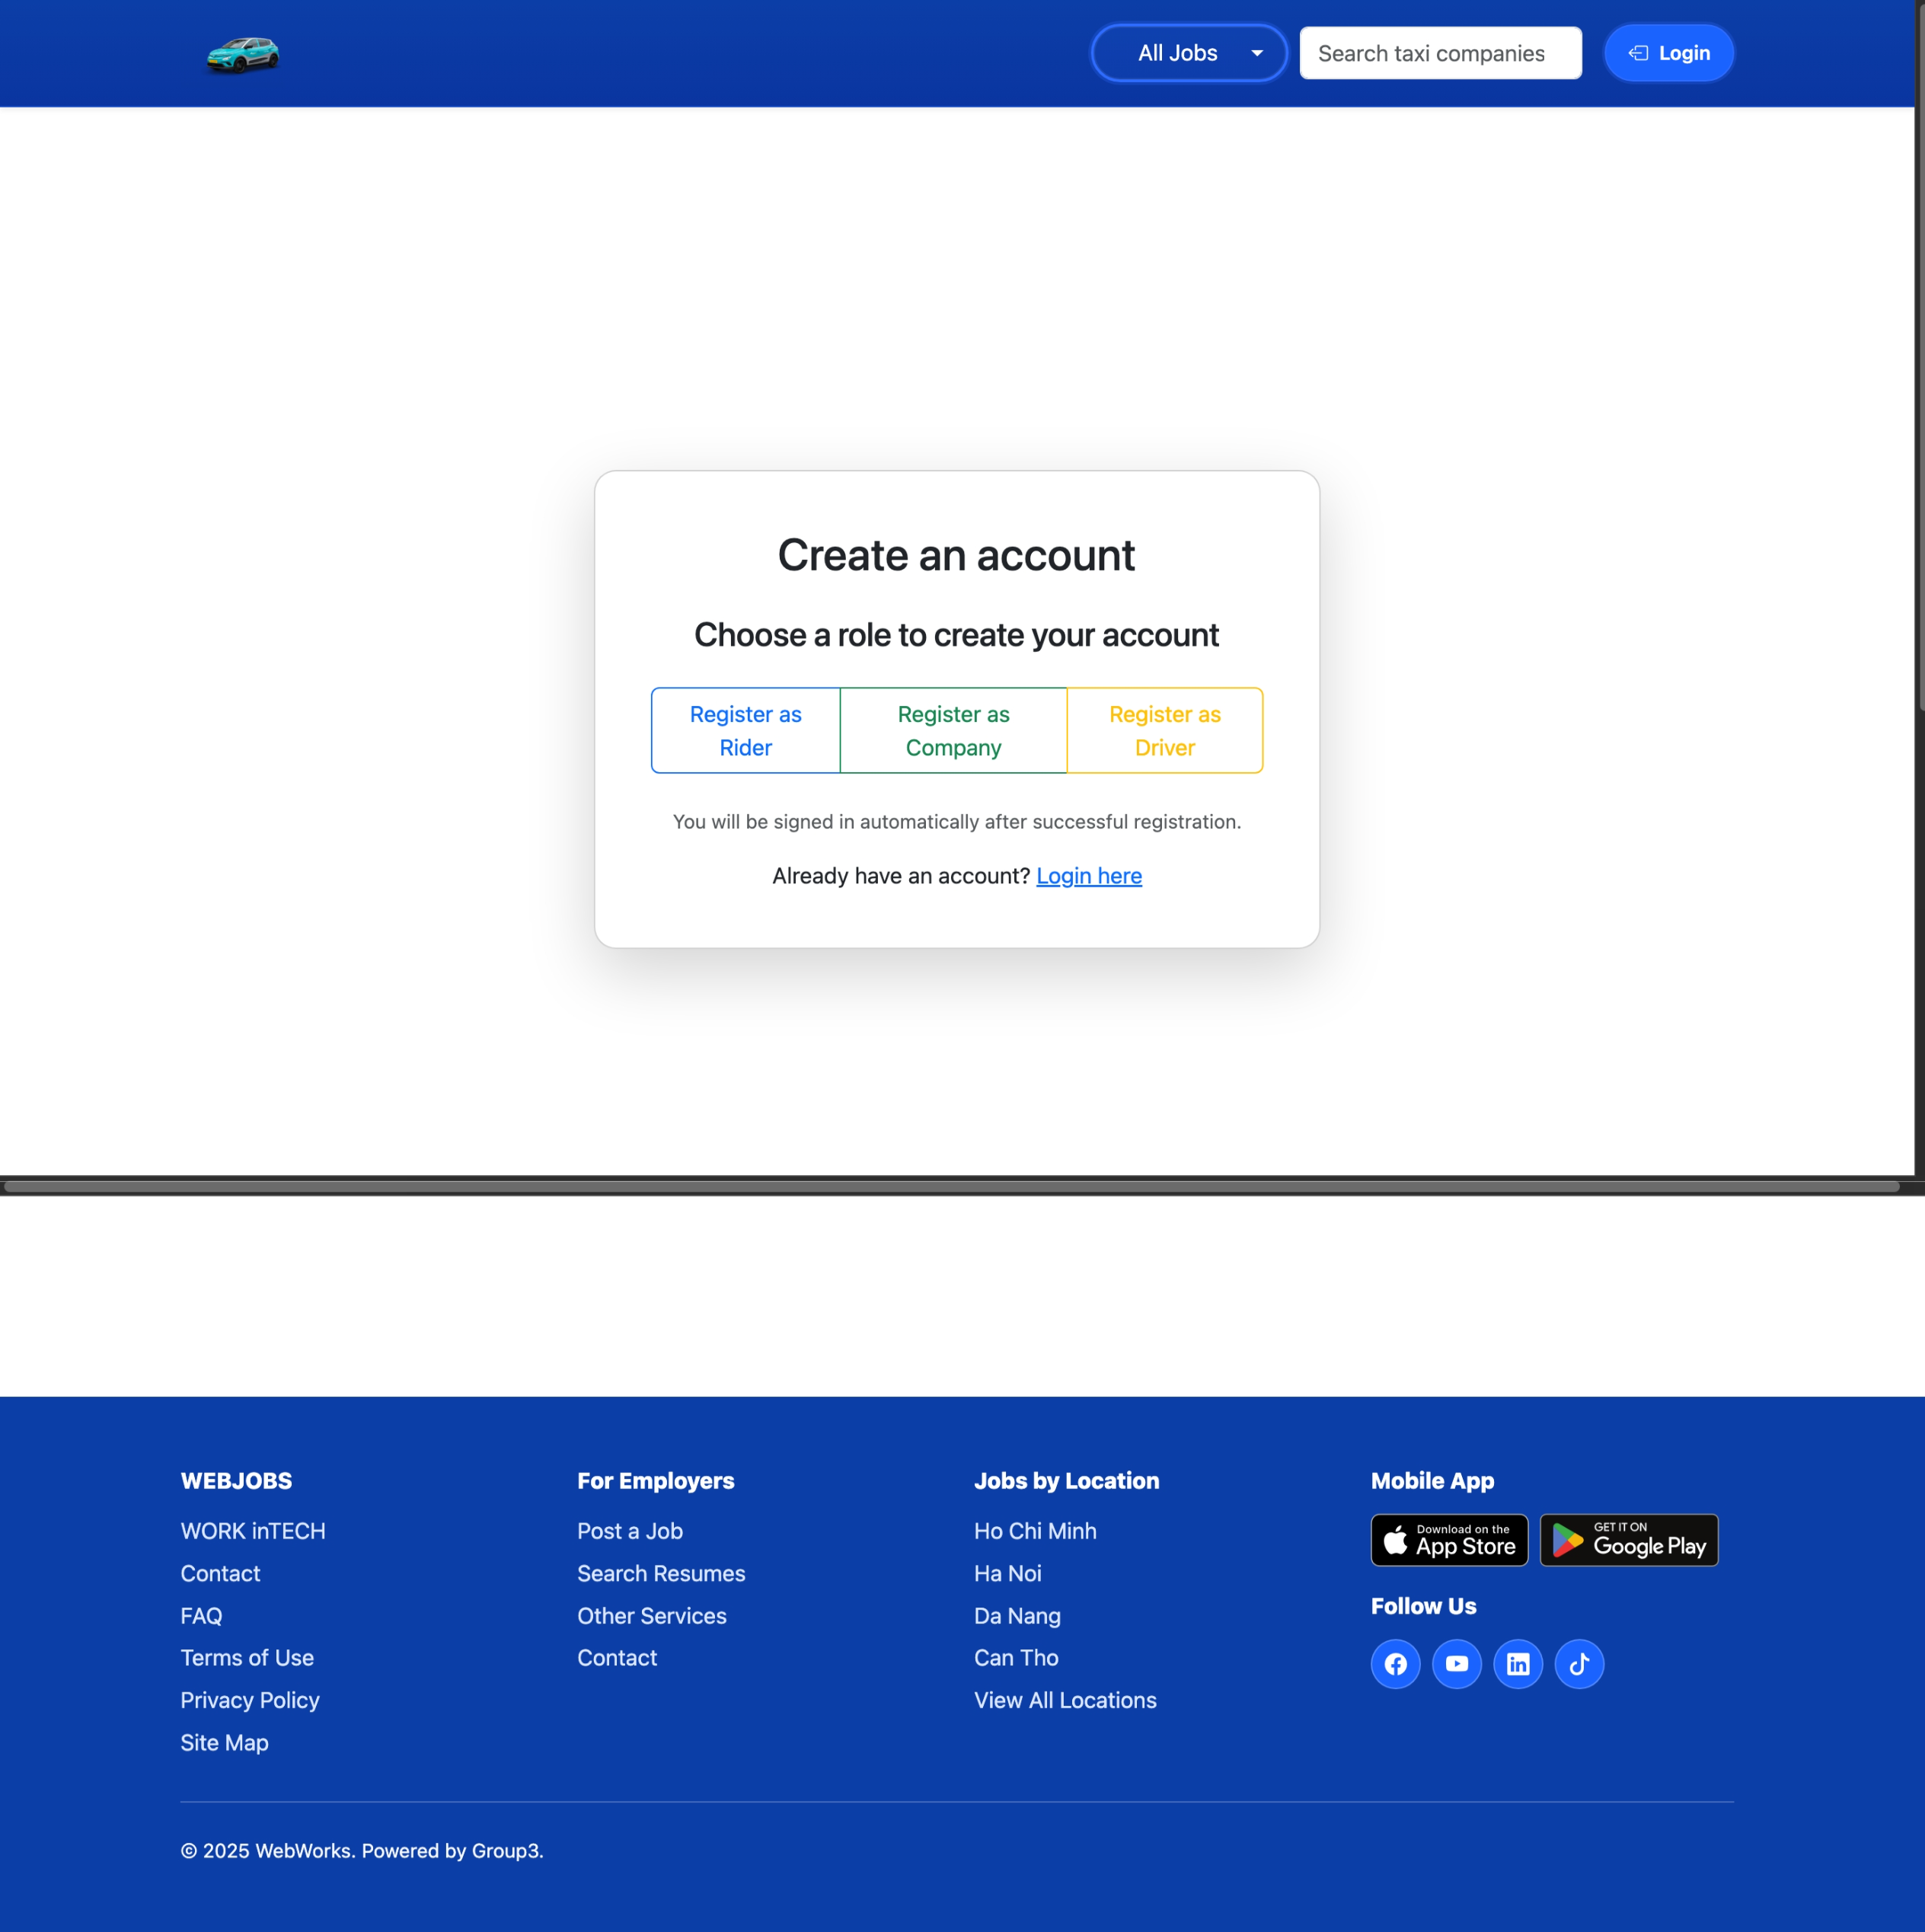 All Jobs
Search taxi companies
Login
Create an account
Choose a role to create your account
Register as
Rider
Register as
Company
Register as
Driver
You will be signed in automatically after successful registration.
Already have an account? Login here
WEBJOBS
WORK inTECH
Contact
FAQ
Terms of Use
Privacy Policy
Site Map
For Employers
Post a Job
Search Resumes
Other Services
Contact
Jobs by Location
Ho Chi Minh
Ha Noi
Da Nang
Can Tho
View All Locations
Mobile App
Download on the
App Store
GET IT ON
Google Play
Follow Us
© 2025 WebWorks. Powered by Group3.